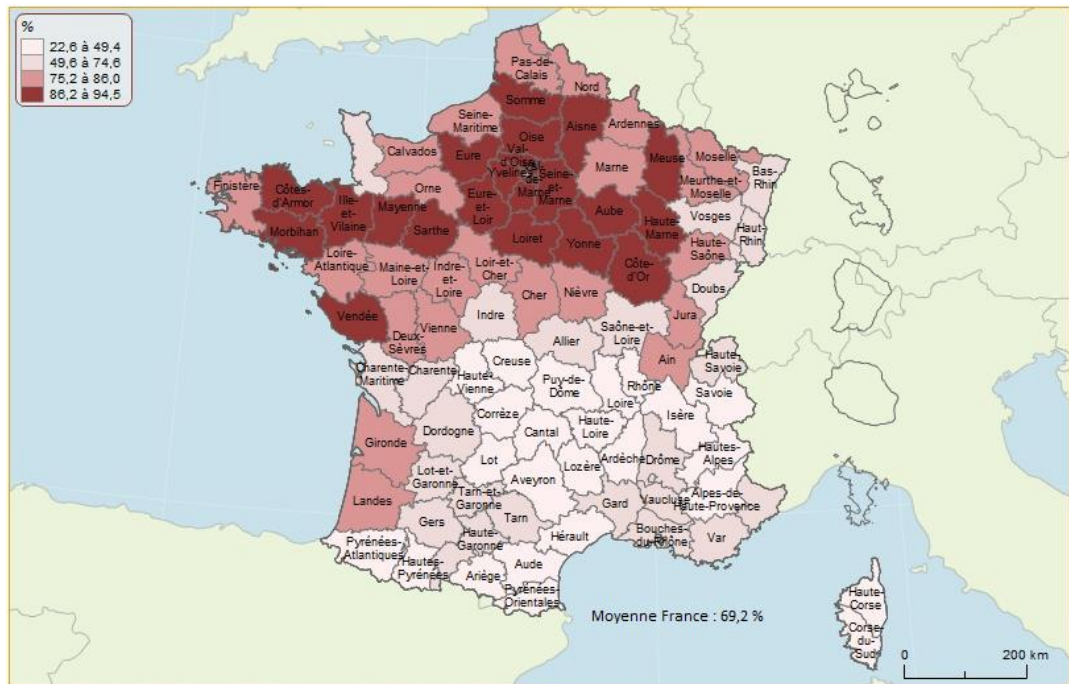 %
22,6 à 49,4
49,6 à 74,6
75,2 à 86,0
86,2 à 94,5
Pas-de-
Calais
Nord
Somme
Seine-
Maritime
Aisne
Ardennes
Oise
Calvados
Eure
Val-
d'Oise
Marne
Meuse
Moselle
Bas-
Rhin
Yvelines
Val-
de-
Marne
Seine-
et-
Marne
Meurthe-et-
Moselle
Finistère
Côtes-
d'Armor
Orne
Ille-
et-
Vilaine
Mayenne
Eure-
et-
Loir
Aube
Vosges
Haut-
Rhin
Morbihan
Sarthe
Loiret
Yonne
Haute-
Marne
Haute-
Saône
Loire-
Atlantique
Maine-et-
Loire
Indre-
et-
Loire
Loir-et-
Cher
Côte-
d'Or
Doubs
Cher
Nièvre
Vendée
Deux-
Sèvres
Vienne
Indre
Saône-et-
Loire
Jura
Allier
Ain
Haute-
Savoie
Charente-
Maritime
Charente
Haute-
Vienne
Creuse
Puy-de-
Dôme
Rhône
Loire
Savoie
Isère
Corrèze
Dordogne
Cantal
Haute-
Loire
Gironde
Ardèche
Drôme
Hautes-
Alpes
Lot
Lozère
Lot-et-
Garonne
Aveyron
Landes
Tarn-et-
Garonne
Gard
Vaucluse
Alpes-de-
Haute-Provence
Gers
Tarn
Bouches-
du-Rhône
Var
Haute-
Garonne
Hérault
Pyrénées-
Atlantiques
Hautes-
Pyrénées
Ariège
Aude
Pyrénées-
Orientales
Moyenne France : 69,2 %
Haute-
Corse
Corse-
du-
Sud
0 200 km